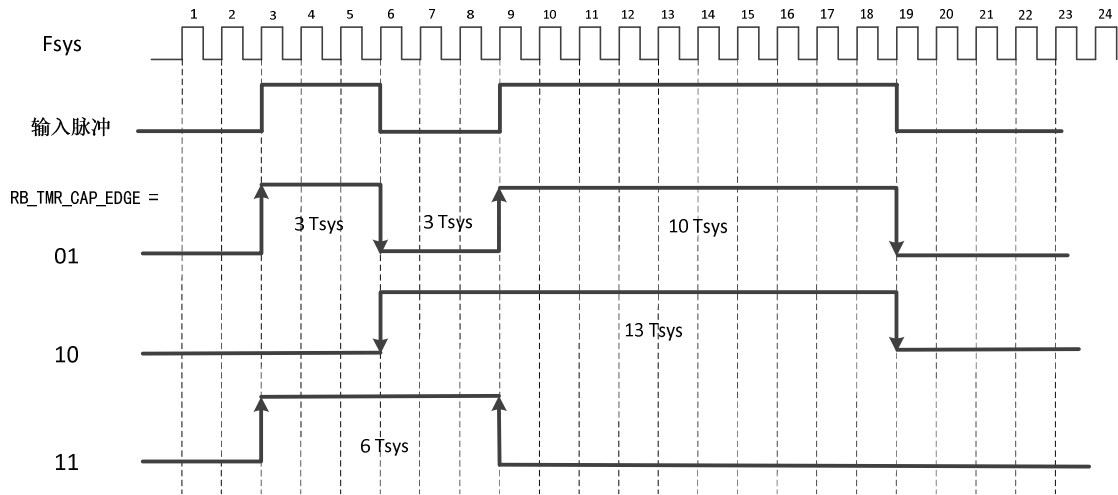 1 2 3 4 5 6 7 8 9 10 11 12 13 14 15 16 17 18 19 20 21 22 23 24
Fsys
输入脉冲
RB_TMR_CAP_EDGE =
3 Tsys 3 Tsys 10 Tsys
01
13 Tsys
10
6 Tsys
11